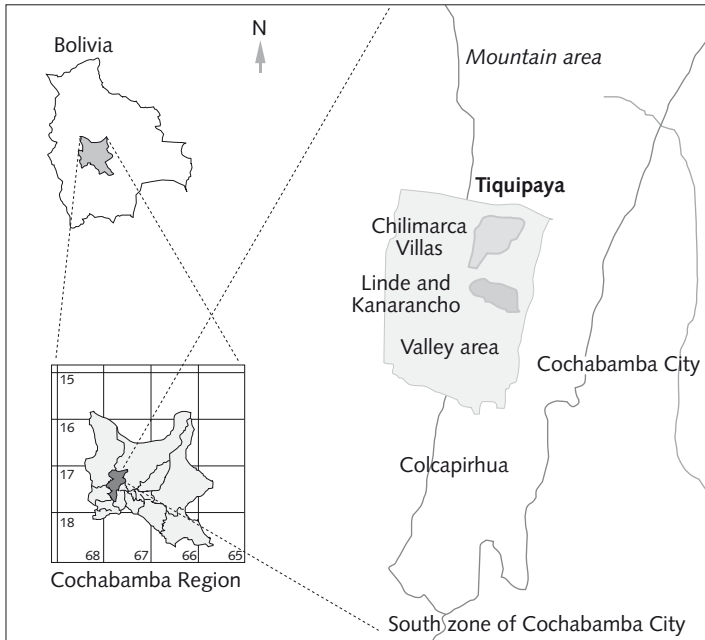 Bolivia
N
Mountain area
Tiquipaya
Chilimarca
Villas
Linde and
Kanarancho
Valley area
Cochabamba City
Colcapirhua
South zone of Cochabamba City
15
16
17
18
68
67
66
65
Cochabamba Region